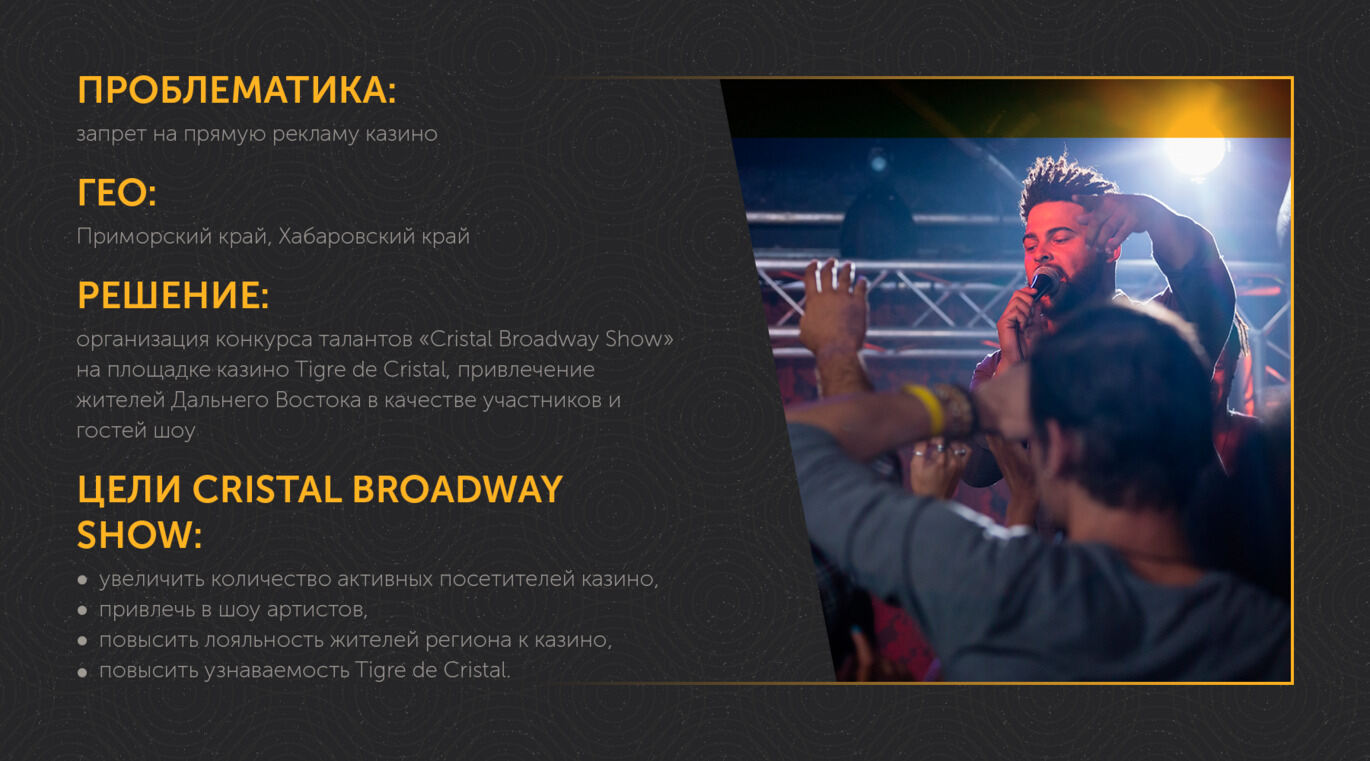 ПРОБЛЕМАТИКА:
запрет на прямую рекламу казино
ГЕО:
Приморский край, Хабаровский край
РЕШЕНИЕ:
организация конкурса талантов «Cristal Broadway Show»
на площадке казино Tigre de Cristal, привлечение
жителей Дальнего Востока в качестве участников и
гостей шоу
ЦЕЛИ CRISTAL BROADWAY
SHOW:
● увеличить количество активных посетителей казино,
● привлечь в шоу артистов,
● повысить лояльность жителей региона к казино,
● повысить узнаваемость Tigre de Cristal.